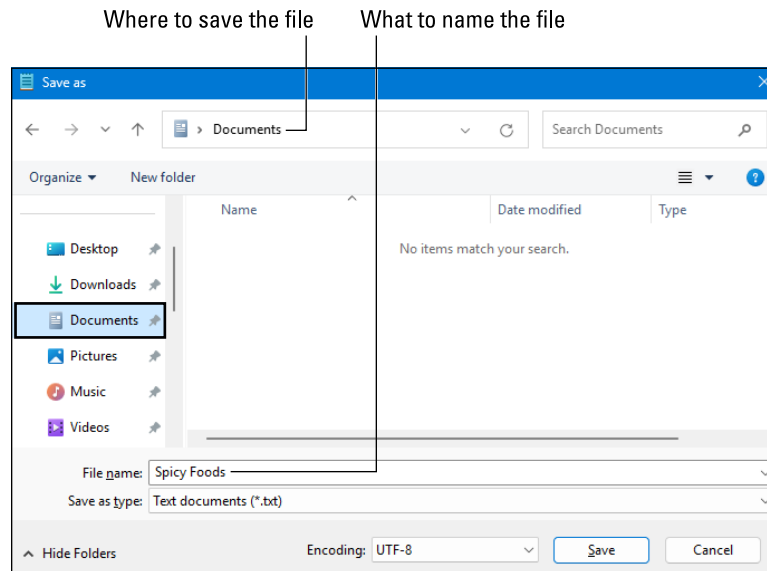 Where to save the file What to name the file
Save as
Documents Search Documents
Organize New folder
Name Date modified Type
No items match your search.
Desktop
Downloads
Documents
Pictures
Music
Videos
File name: Spicy Foods
Save as type: Text documents (*.txt)
Hide Folders Encoding: UTF-8 Save Cancel